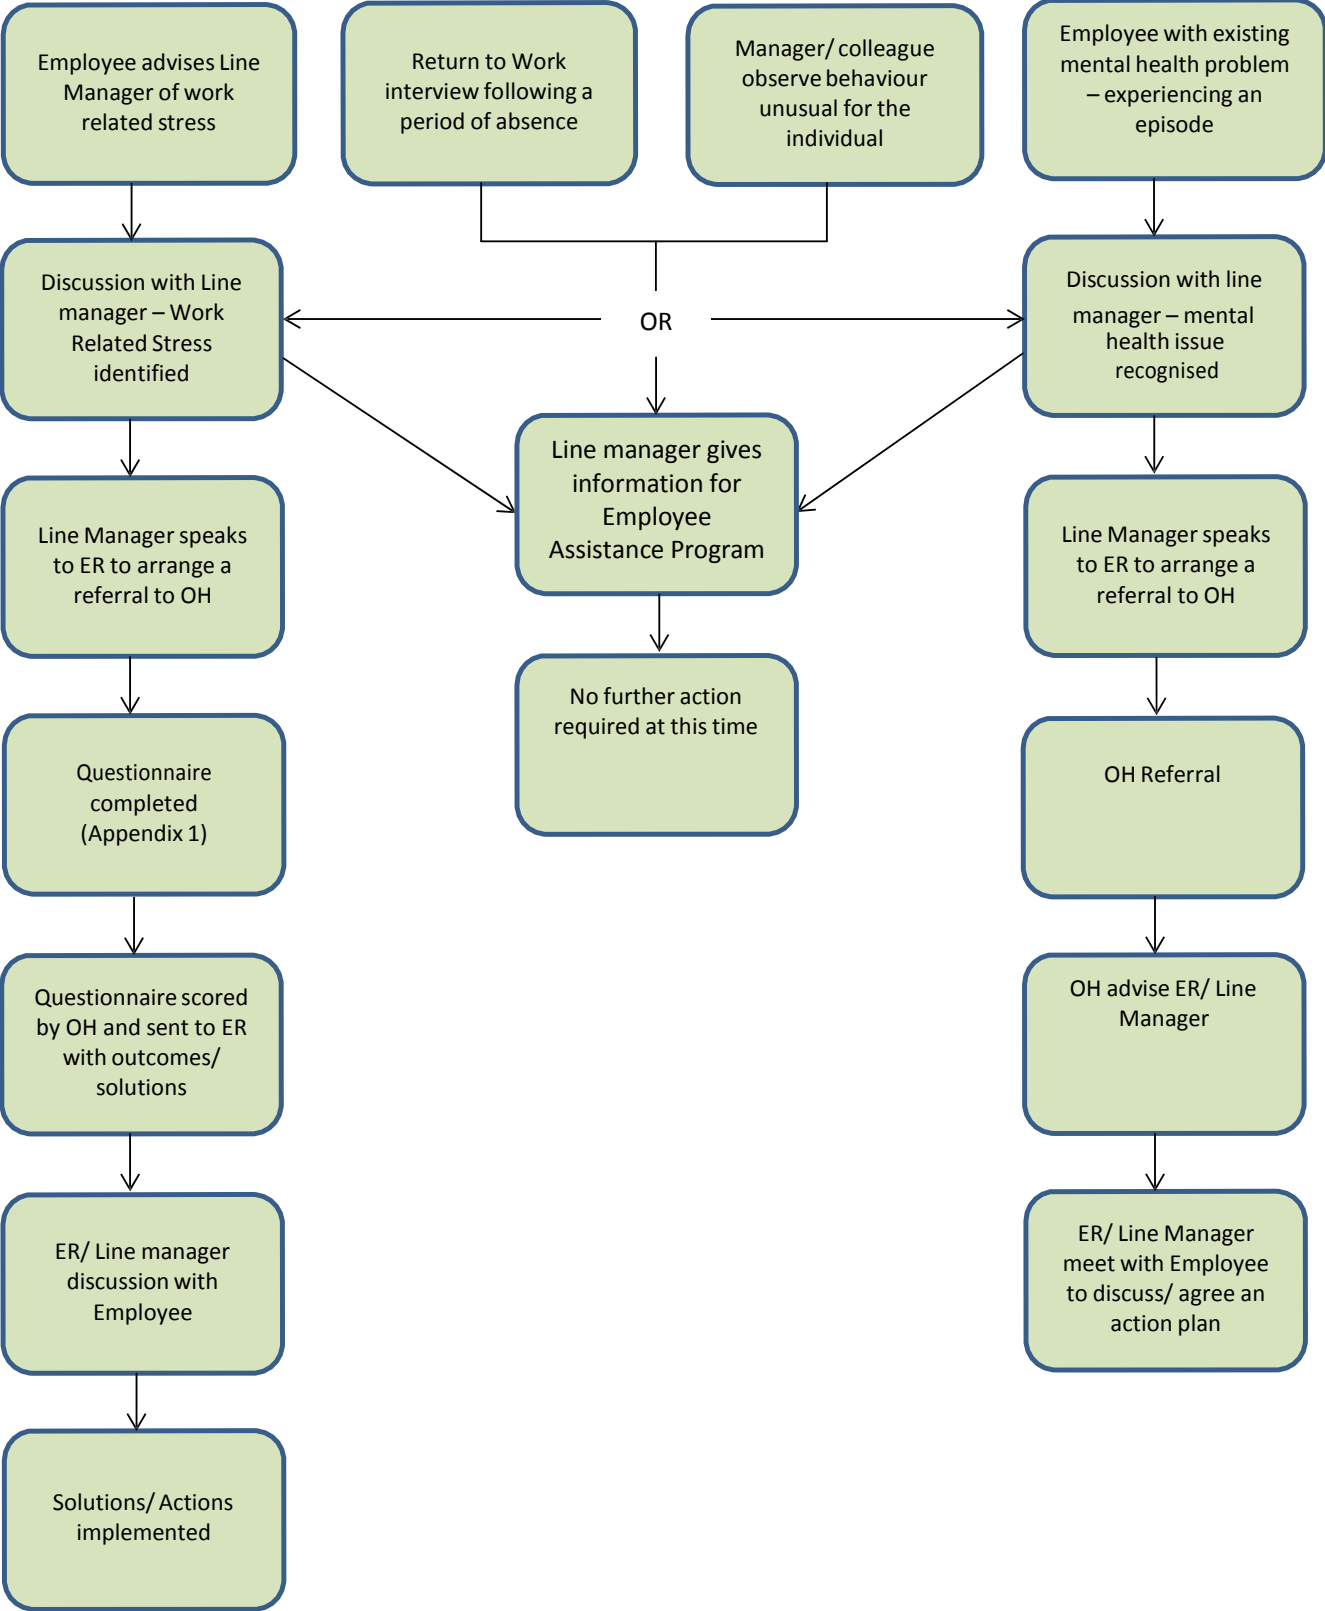 Employee advises Line
Manager of work
related stress
Return to Work
interview following a
period of absence
Manager/ colleague
observe behaviour
unusual for the
individual
Employee with existing
mental health problem
– experiencing an
episode
Discussion with Line
manager – Work
Related Stress
identified
OR
Discussion with line
manager – mental
health issue
recognised
Line manager gives
information for
Employee
Assistance Program
Line Manager speaks
to ER to arrange a
referral to OH
Line Manager speaks
to ER to arrange a
referral to OH
No further action
required at this time
Questionnaire
completed
(Appendix 1)
OH Referral
Questionnaire scored
by OH and sent to ER
with outcomes/
solutions
OH advise ER/ Line
Manager
ER/ Line manager
discussion with
Employee
ER/ Line Manager
meet with Employee
to discuss/ agree an
action plan
Solutions/ Actions
implemented